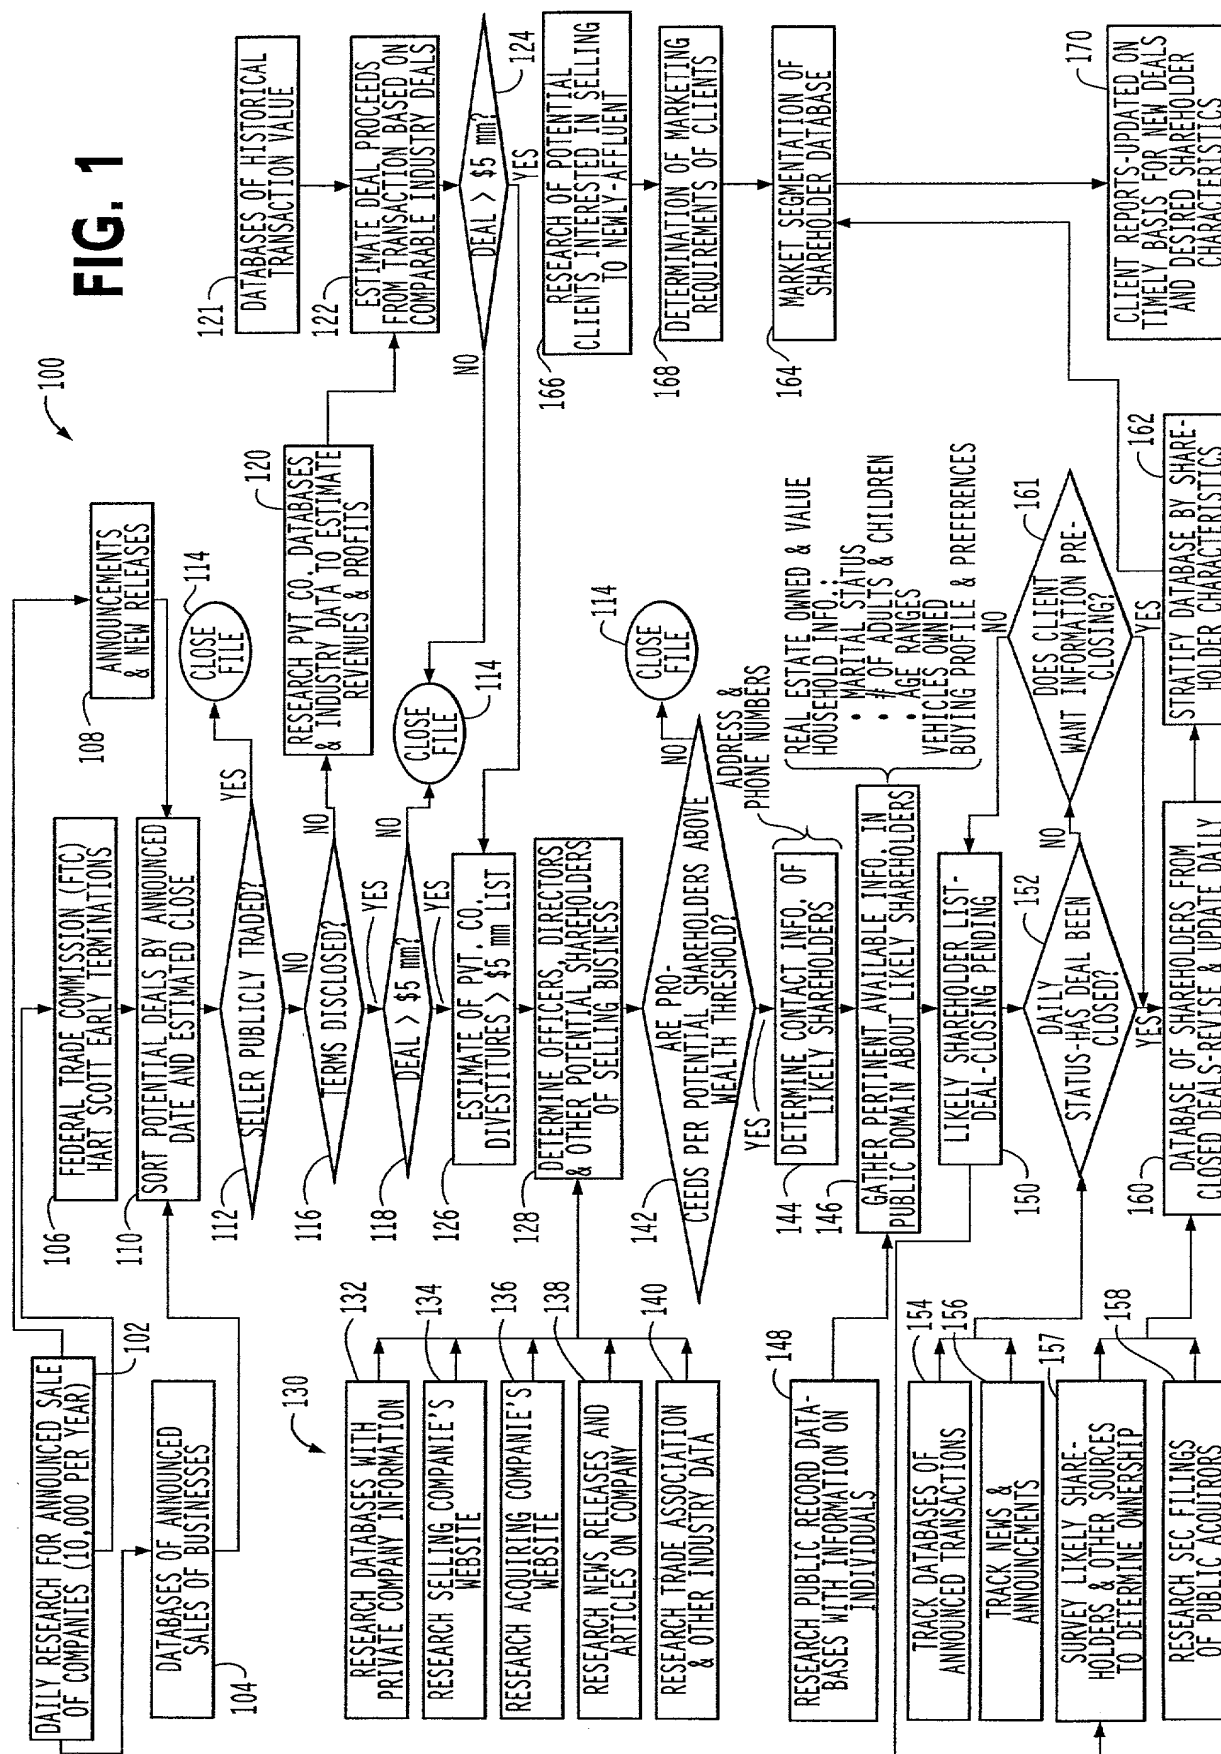 FIG. 1
100
DAILY RESEARCH FOR ANNOUNCED SALE
OF COMPANIES (10,000 PER YEAR)
102
DATABASES OF ANNOUNCED
SALES OF BUSINESSES
104
106
FEDERAL TRADE COMMISSION (FTC)
HART SCOTT EARLY TERMINATIONS
108
ANNOUNCEMENTS
& NEW RELEASES
110
SORT POTENTIAL DEALS BY ANNOUNCED
DATE AND ESTIMATED CLOSE
112
SELLER PUBLICLY TRADED?
YES
CLOSE
FILE
114
NO
116
TERMS DISCLOSED?
NO
YES
120
RESEARCH PVT CO. DATABASES
& INDUSTRY DATA TO ESTIMATE
REVENUES & PROFITS
121
DATABASES OF HISTORICAL
TRANSACTION VALUE
122
ESTIMATE DEAL PROCEEDS
FROM TRANSACTION BASED ON
COMPARABLE INDUSTRY DEALS
124
DEAL > $5 mm?
NO
YES
118
DEAL > $5 mm?
NO
YES
CLOSE
FILE
114
126
ESTIMATE OF PVT. CO.
DIVESTITURES > $5 mm LIST
128
DETERMINE OFFICERS, DIRECTORS
& OTHER POTENTIAL SHAREHOLDERS
OF SELLING BUSINESS
130
132
RESEARCH DATABASES WITH
PRIVATE COMPANY INFORMATION
134
RESEARCH SELLING COMPANIE'S
WEBSITE
136
RESEARCH ACQUIRING COMPANIE'S
WEBSITE
138
RESEARCH NEWS RELEASES AND
ARTICLES ON COMPANY
140
RESEARCH TRADE ASSOCIATION
& OTHER INDUSTRY DATA
142
ARE PRO-
CEEDS PER POTENTIAL SHAREHOLDERS ABOVE
WEALTH THRESHOLD?
NO
CLOSE
FILE
114
YES
144
DETERMINE CONTACT INFO. OF
LIKELY SHAREHOLDERS
ADDRESS &
PHONE NUMBERS
146
GATHER PERTINENT AVAILABLE INFO. IN
PUBLIC DOMAIN ABOUT LIKELY SHAREHOLDERS
REAL ESTATE OWNED & VALUE
HOUSEHOLD INFO.:
• MARITAL STATUS
• # OF ADULTS & CHILDREN
• AGE RANGES
VEHICLES OWNED
BUYING PROFILE & PREFERENCES
148
RESEARCH PUBLIC RECORD DATA-
BASES WITH INFORMATION ON
INDIVIDUALS
150
LIKELY SHAREHOLDER LIST-
DEAL-CLOSING PENDING
152
DAILY
STATUS-HAS DEAL BEEN
CLOSED?
NO
YES
154
TRACK DATABASES OF
ANNOUNCED TRANSACTIONS
156
TRACK NEWS &
ANNOUNCEMENTS
157
SURVEY LIKELY SHARE-
HOLDERS & OTHER SOURCES
TO DETERMINE OWNERSHIP
158
RESEARCH SEC FILINGS
OF PUBLIC ACQUIRORS
160
DATABASE OF SHAREHOLDERS FROM
CLOSED DEALS-REVISE & UPDATE DAILY
161
DOES CLIENT
WANT INFORMATION PRE-
CLOSING?
NO
YES
162
STRATIFY DATABASE BY SHARE-
HOLDER CHARACTERISTICS
166
RESEARCH OF POTENTIAL
CLIENTS INTERESTED IN SELLING
TO NEWLY-AFFLUENT
168
DETERMINATION OF MARKETING
REQUIREMENTS OF CLIENTS
164
MARKET SEGMENTATION OF
SHAREHOLDER DATABASE
170
CLIENT REPORTS-UPDATED ON
TIMELY BASIS FOR NEW DEALS
AND DESIRED SHAREHOLDER
CHARACTERISTICS